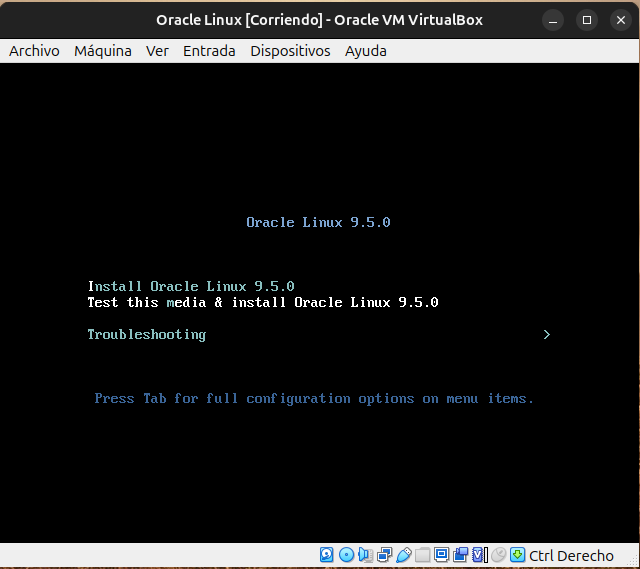 Oracle Linux [Corriendo] - Oracle VM VirtualBox
Archivo Máquina Ver Entrada Dispositivos Ayuda
Oracle Linux 9.5.0
Install Oracle Linux 9.5.0
Test this media & install Oracle Linux 9.5.0
Troubleshooting >
Press Tab for full configuration options on menu items.
Ctrl Derecho